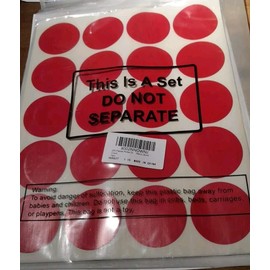 This Is A Set
DO NOT
SEPARATE
Warning:
To avoid danger of suffocation, keep this plastic bag away from
babies and children. Do not use this bag in cribs, beds, carriages
or playpens. This bag is not a toy.